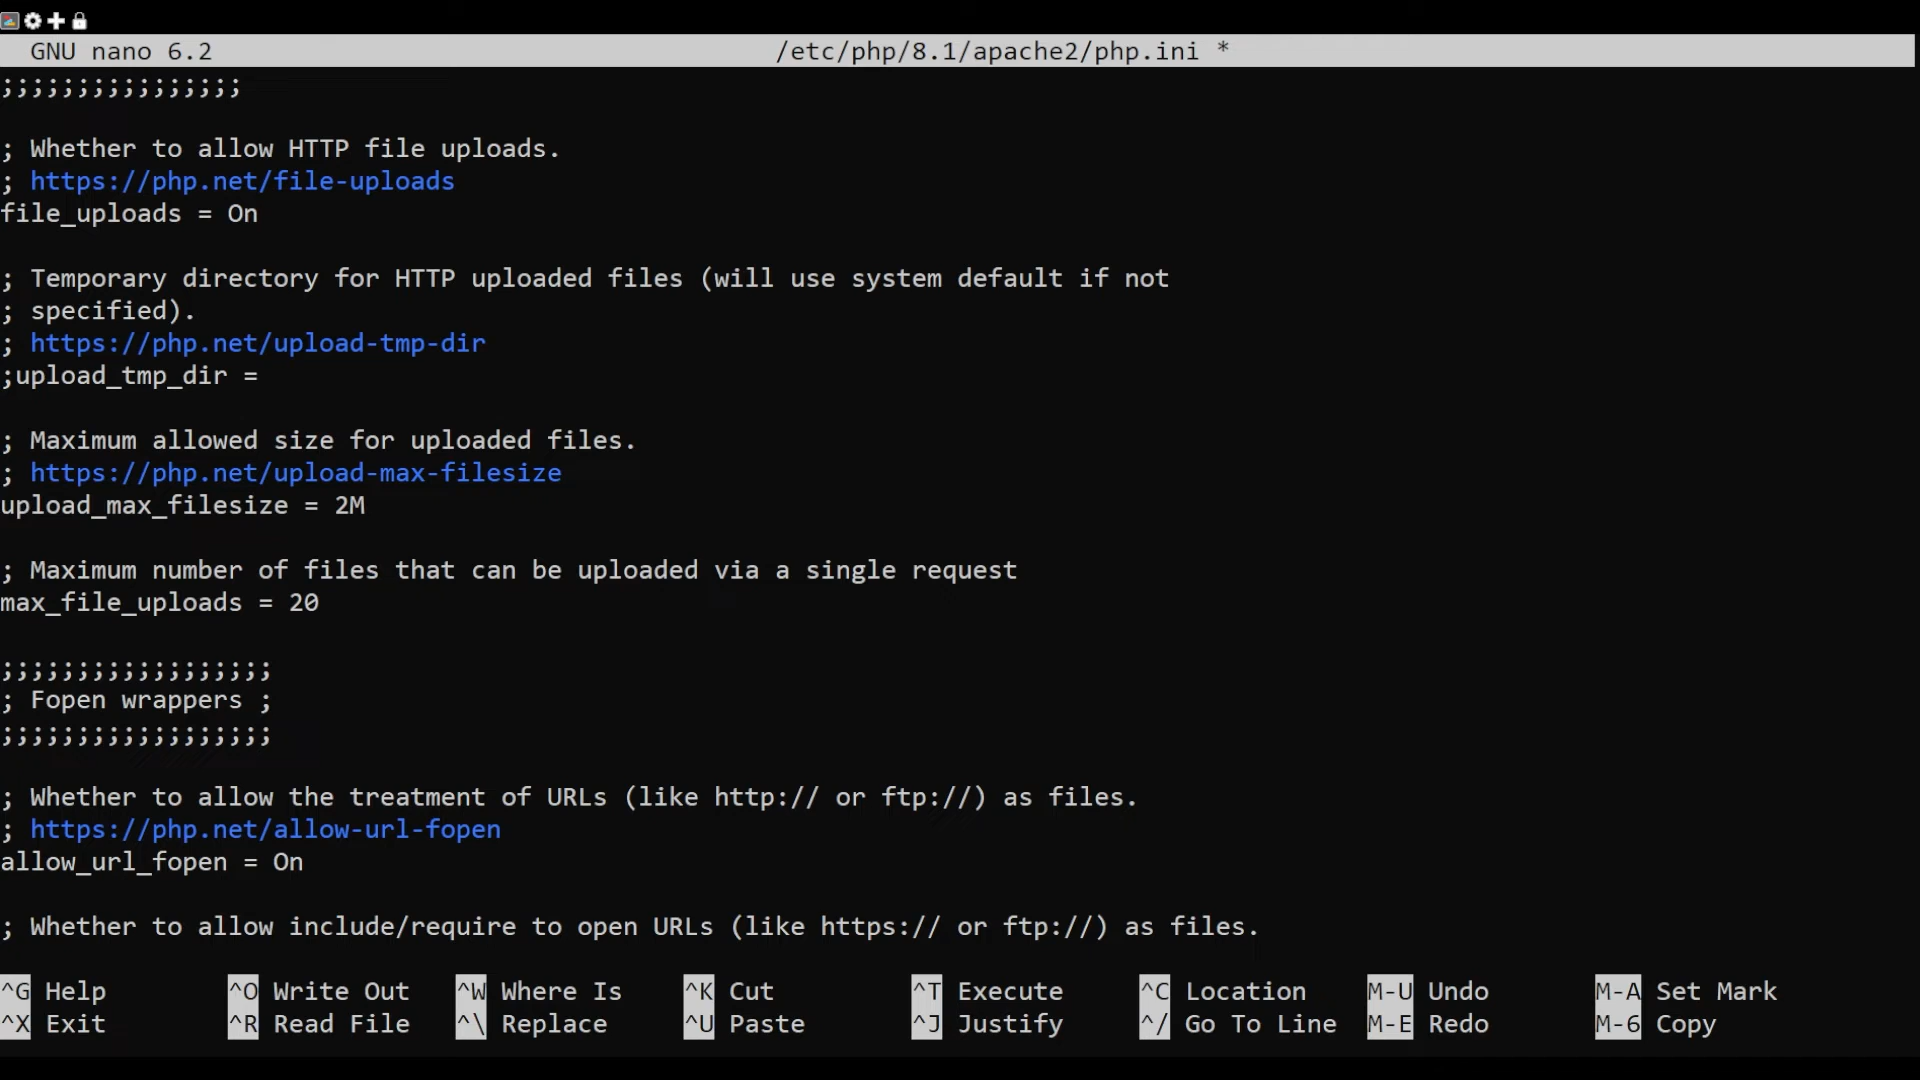 GNU nano 6.2 /etc/php/8.1/apache2/php.ini *
;;;;;;;;;;;;;;;;
; Whether to allow HTTP file uploads.
; https://php.net/file-uploads
file_uploads = On
; Temporary directory for HTTP uploaded files (will use system default if not
; specified).
; https://php.net/upload-tmp-dir
;upload_tmp_dir =
; Maximum allowed size for uploaded files.
; https://php.net/upload-max-filesize
upload_max_filesize = 2M
; Maximum number of files that can be uploaded via a single request
max_file_uploads = 20
;;;;;;;;;;;;;;;;;;
; Fopen wrappers ;
;;;;;;;;;;;;;;;;;;
; Whether to allow the treatment of URLs (like http:// or ftp://) as files.
; https://php.net/allow-url-fopen
allow_url_fopen = On
; Whether to allow include/require to open URLs (like https:// or ftp://) as files.
^G Help ^O Write Out ^W Where Is ^K Cut ^T Execute ^C Location M-U Undo M-A Set Mark
^X Exit ^R Read File ^\ Replace ^U Paste ^J Justify ^/ Go To Line M-E Redo M-6 Copy